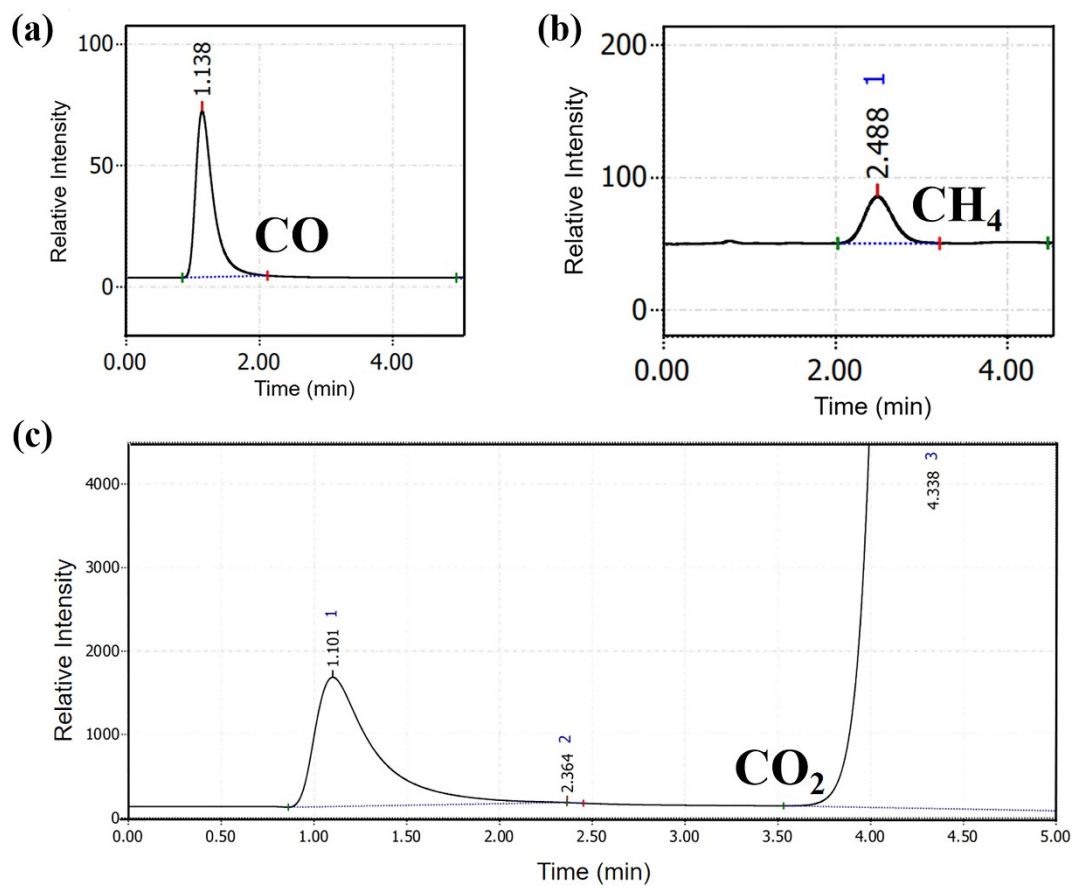 (a)
100
50
0
Relative Intensity
1.138
CO
0.00 2.00 4.00
Time (min)
(b)
200
100
0
Relative Intensity
1
2.488
CH4
0.00 2.00 4.00
Time (min)
(c)
4000
3000
2000
1000
0
Relative Intensity
1.101 1
2.364 2
CO2
4.338 3
0.00 0.50 1.00 1.50 2.00 2.50 3.00 3.50 4.00 4.50 5.00
Time (min)